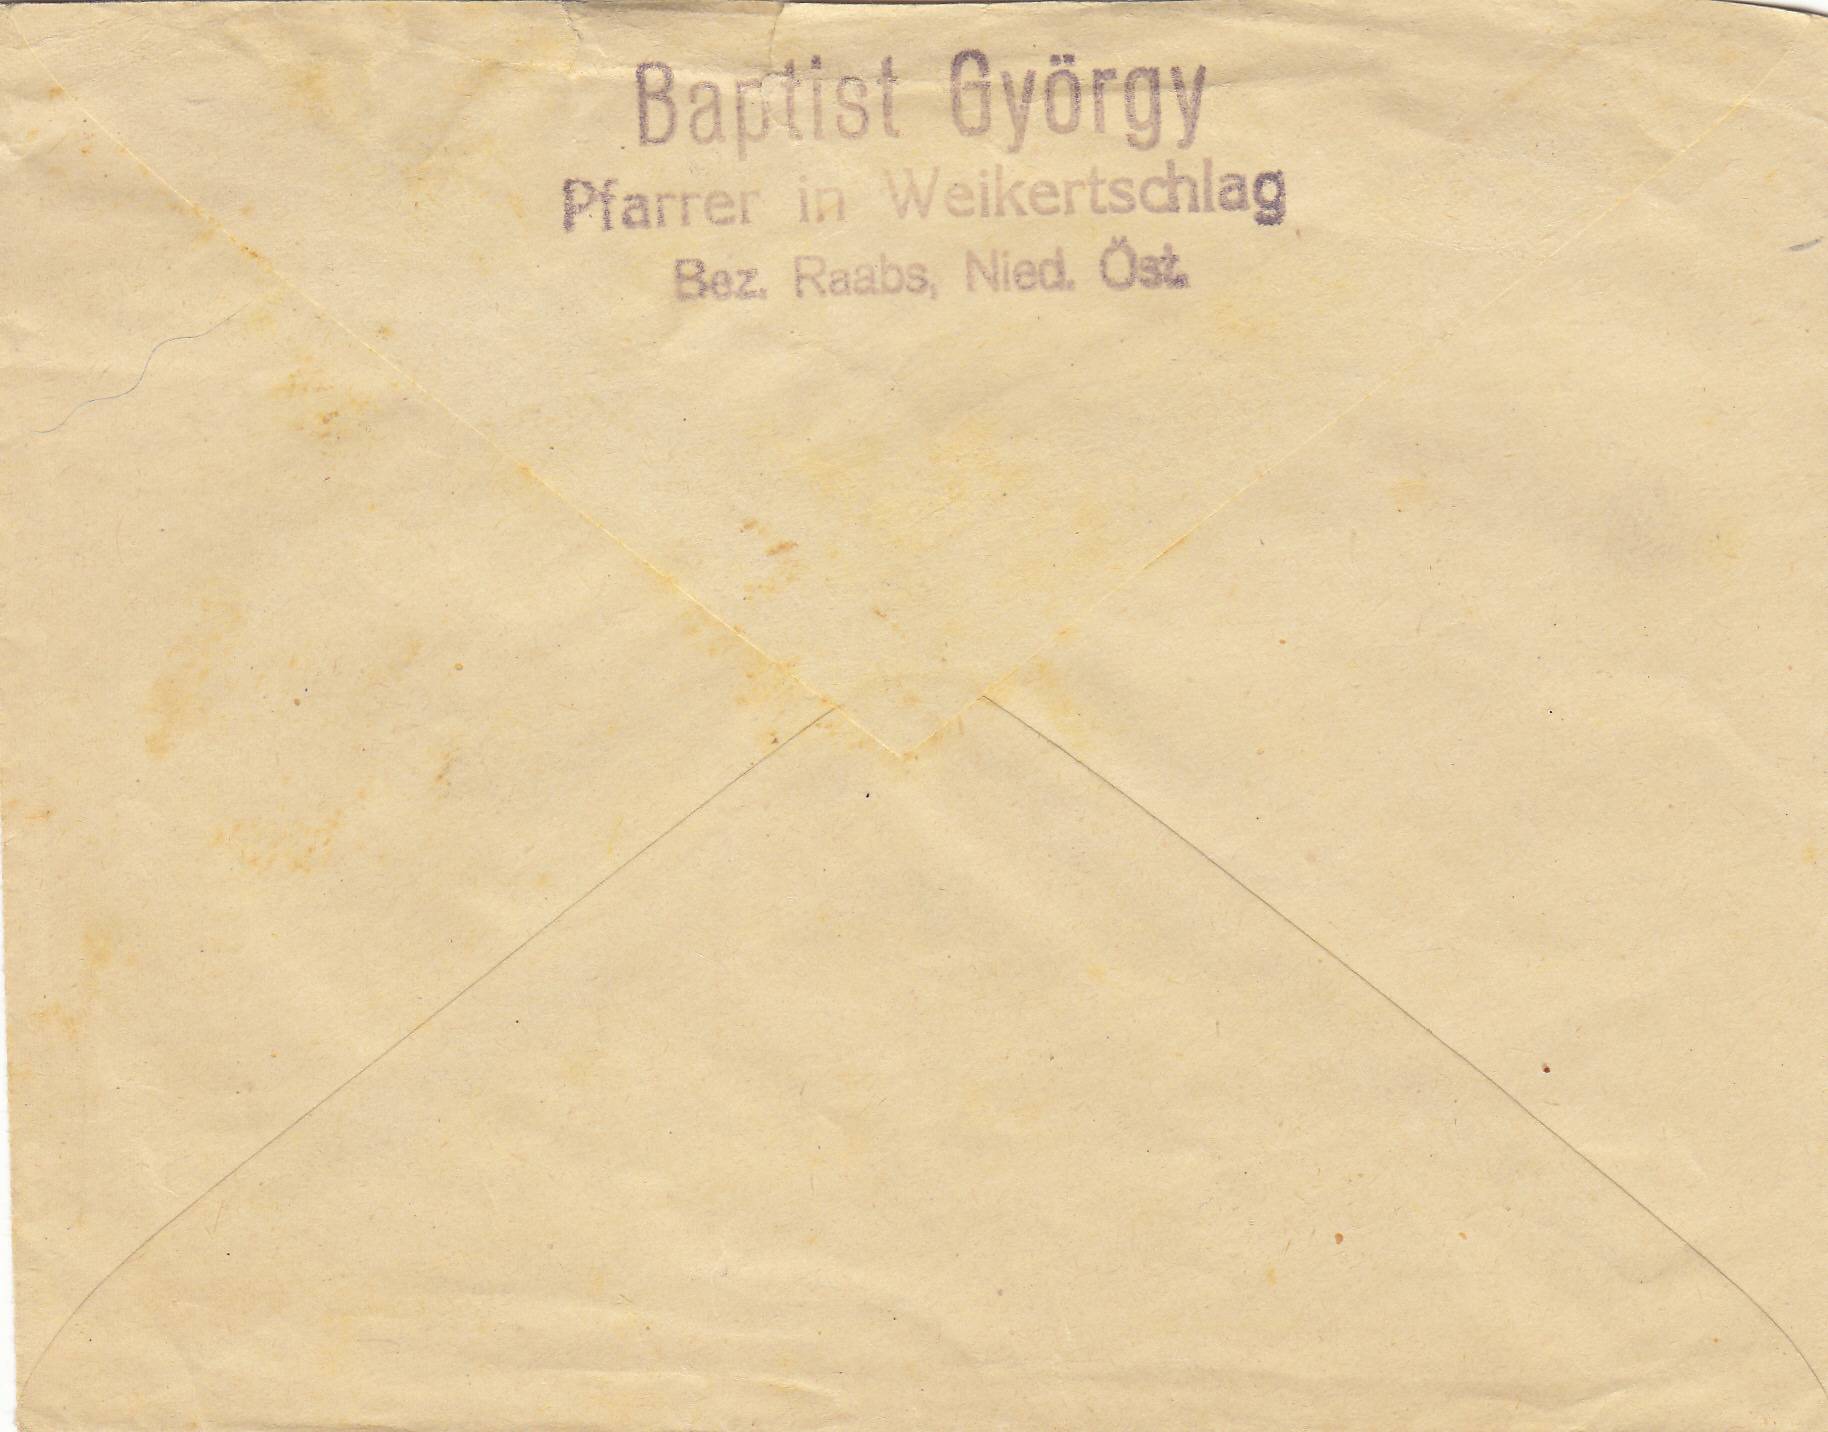 Baptist György
Pfarrer in Weikertschlag
Bez. Raabs, Nied. Öst.